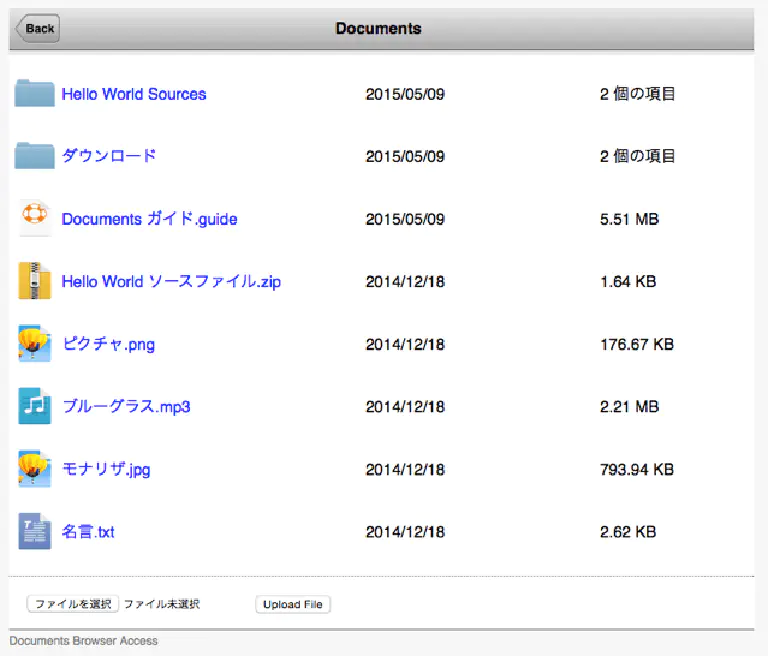 Back Documents
Hello World Sources 2015/05/09 2 個の項目
ダウンロード 2015/05/09 2 個の項目
Documents ガイド.guide 2015/05/09 5.51 MB
Hello World ソースファイル.zip 2014/12/18 1.64 KB
ピクチャ.png 2014/12/18 176.67 KB
ブルーグラス.mp3 2014/12/18 2.21 MB
モナリザ.jpg 2014/12/18 793.94 KB
名言.txt 2014/12/18 2.62 KB
ファイルを選択 ファイル未選択 Upload File
Documents Browser Access